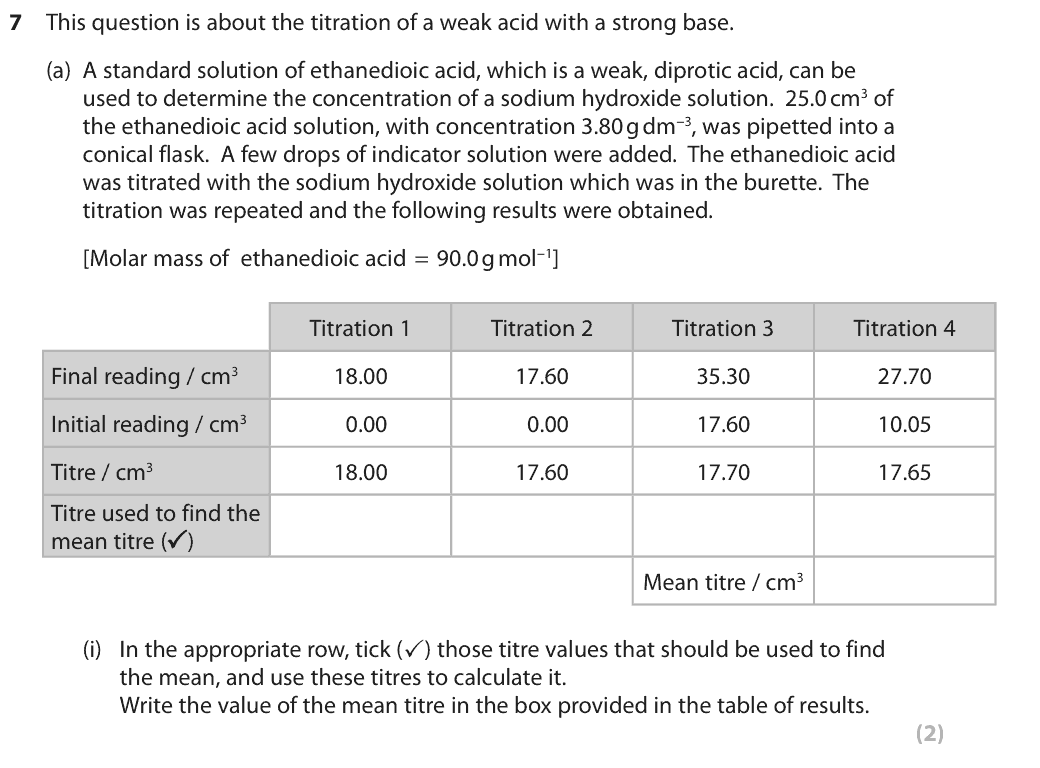 7 This question is about the titration of a weak acid with a strong base.
(a) A standard solution of ethanedioic acid, which is a weak, diprotic acid, can be
used to determine the concentration of a sodium hydroxide solution. 25.0 cm³ of
the ethanedioic acid solution, with concentration 3.80 g dm⁻³, was pipetted into a
conical flask. A few drops of indicator solution were added. The ethanedioic acid
was titrated with the sodium hydroxide solution which was in the burette. The
titration was repeated and the following results were obtained.
[Molar mass of ethanedioic acid = 90.0 g mol⁻¹]
Titration 1 Titration 2 Titration 3 Titration 4
Final reading / cm³ 18.00 17.60 35.30 27.70
Initial reading / cm³ 0.00 0.00 17.60 10.05
Titre / cm³ 18.00 17.60 17.70 17.65
Titre used to find the
mean titre (✓)
Mean titre / cm³
(i) In the appropriate row, tick (✓) those titre values that should be used to find
the mean, and use these titres to calculate it.
Write the value of the mean titre in the box provided in the table of results.
(2)